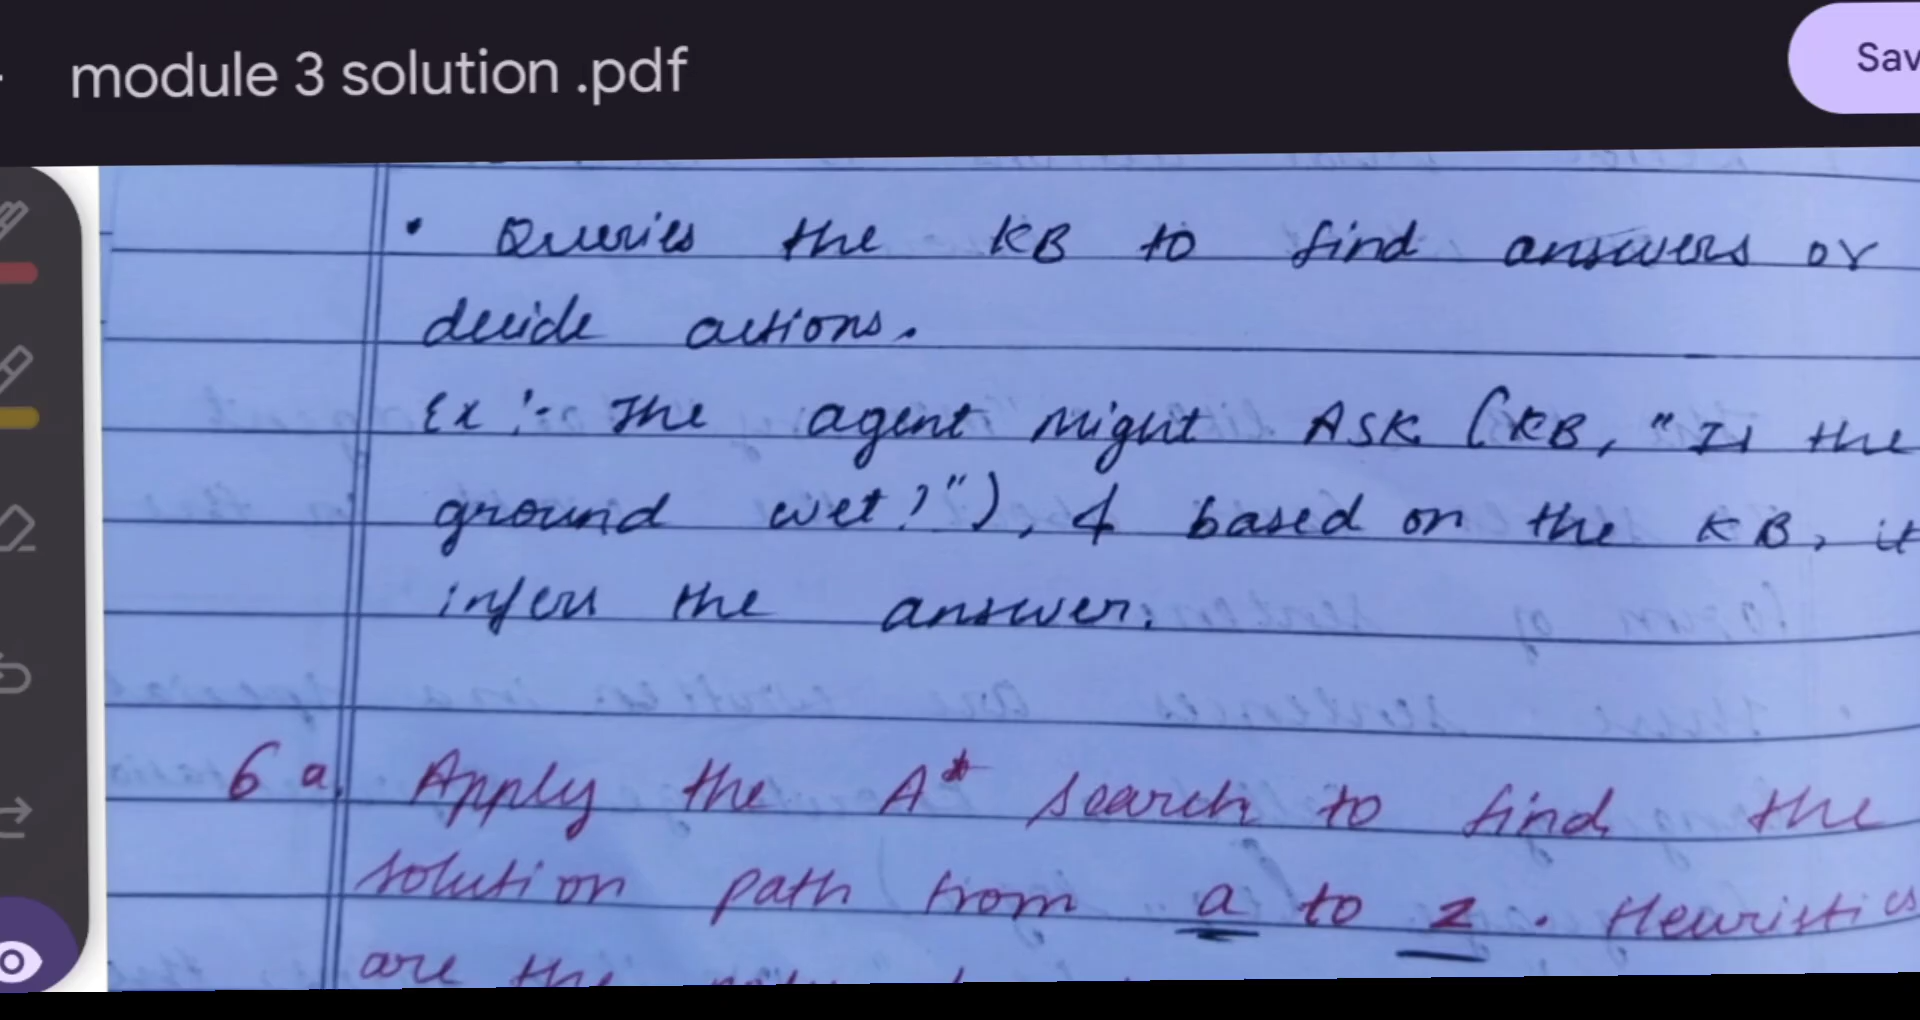 module 3 solution .pdf
Sav
• Queries the KB to find answers or
decide actions.
Ex :- The agent might ASK (KB, "Is the
ground wet?"), & based on the KB, it
infers the answer.
6 a. Apply the A* search to find the
solution path from a to z. Heuristics
are the